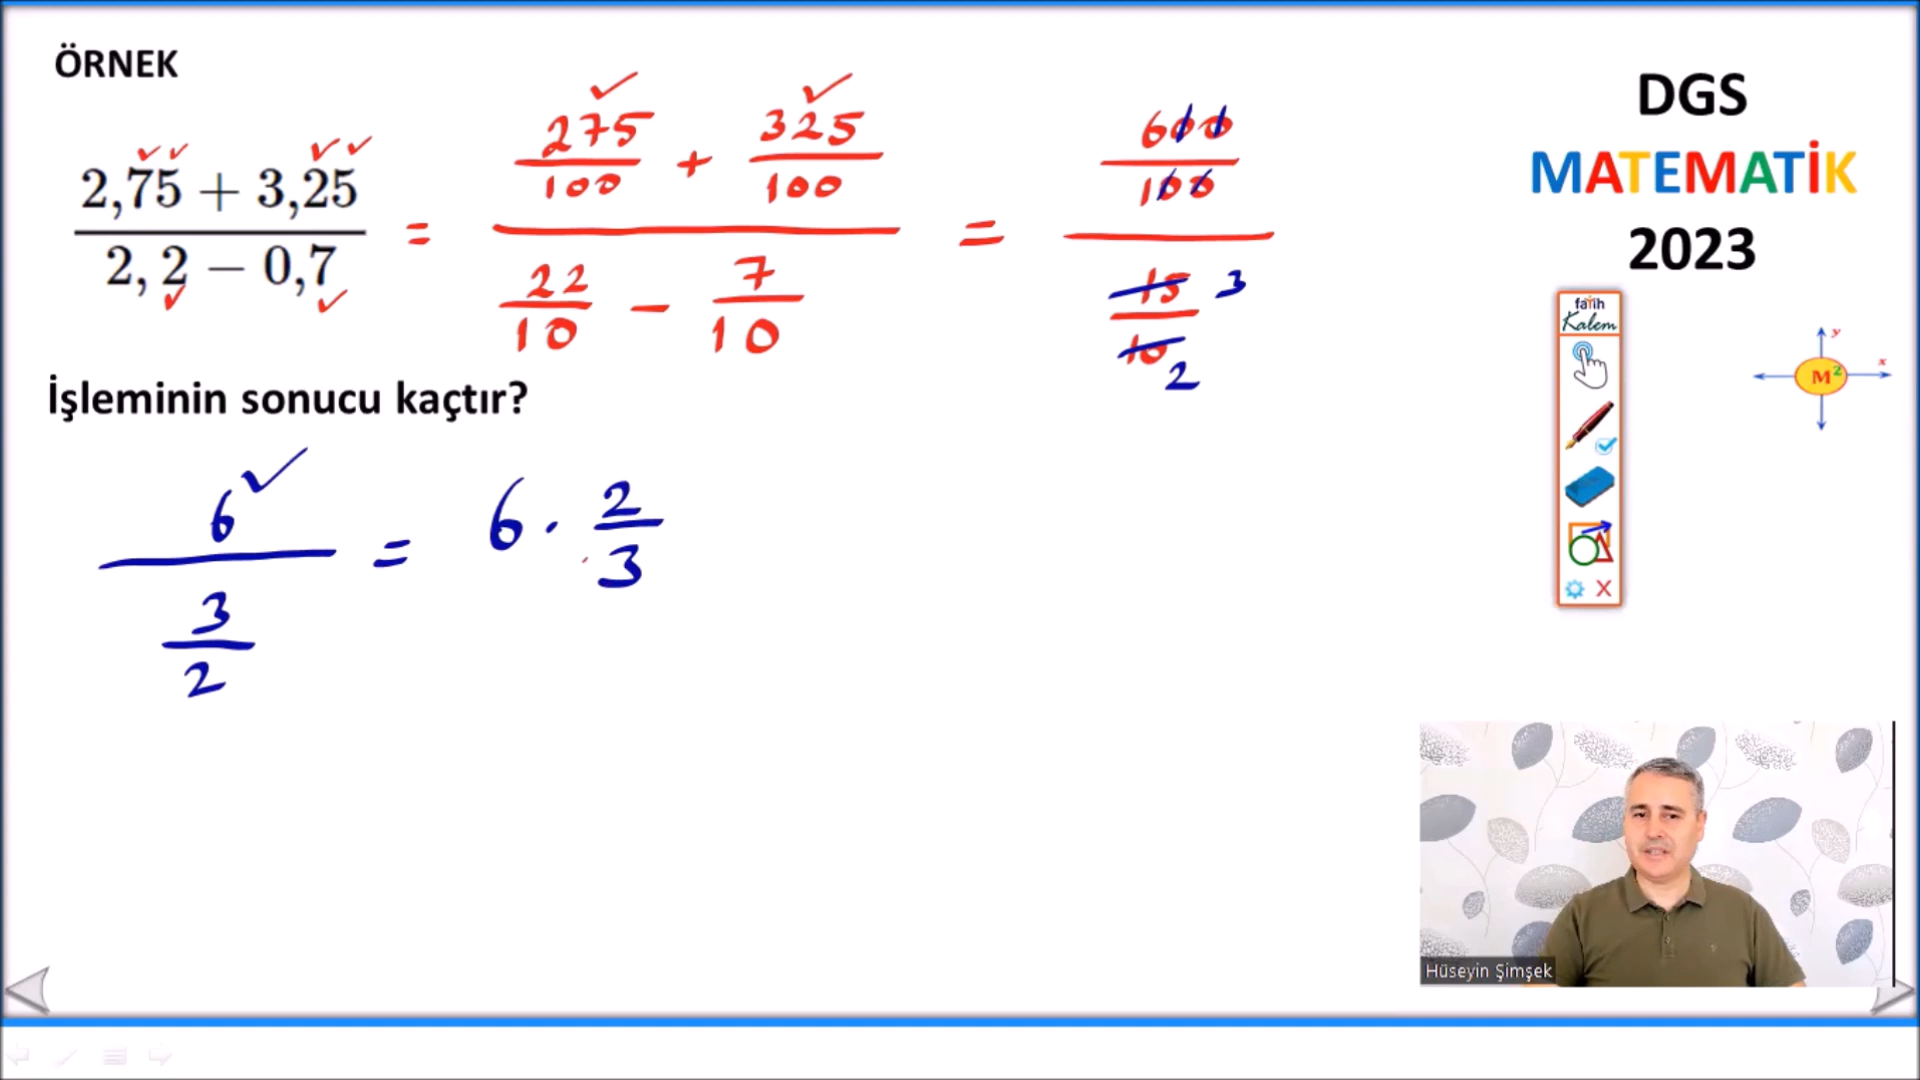 ÖRNEK
2,75 + 3,25 / 2,2 − 0,7 = 275/100 + 325/100 / 22/10 − 7/10 = 600/100 / 15/10 3 2
İşleminin sonucu kaçtır?
6 / 3/2 = 6 · 2/3
DGS
MATEMATİK
2023
fatih
Kalem
y
x
M²
Hüseyin Şimşek